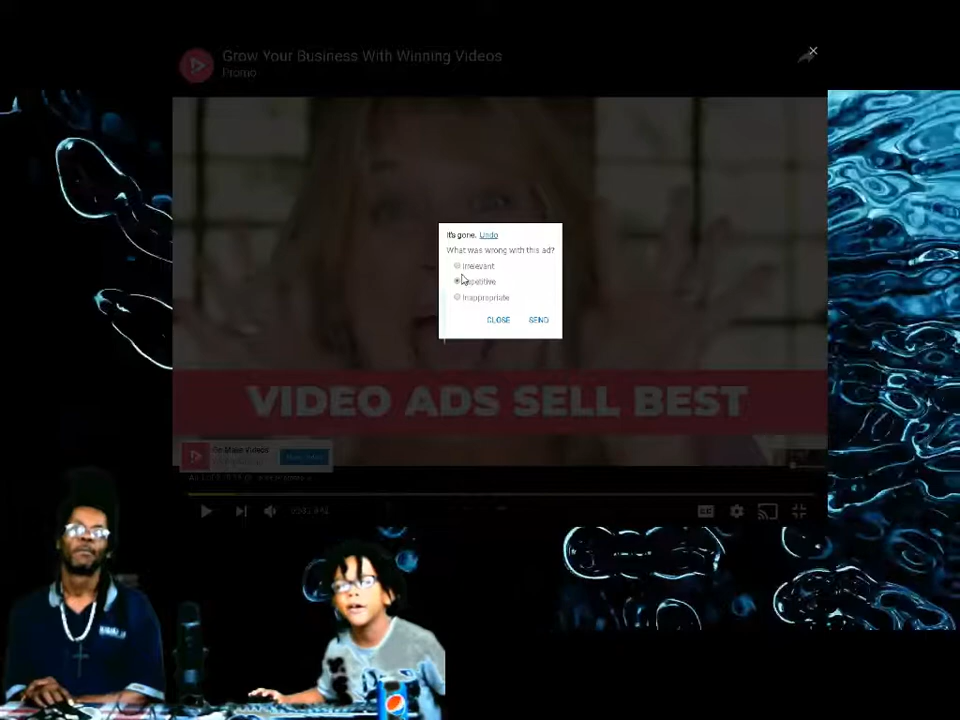 Grow Your Business With Winning Videos
Promo
It's gone. Undo
What was wrong with this ad?
Irrelevant
Repetitive
Inappropriate
CLOSE SEND
VIDEO ADS SELL BEST